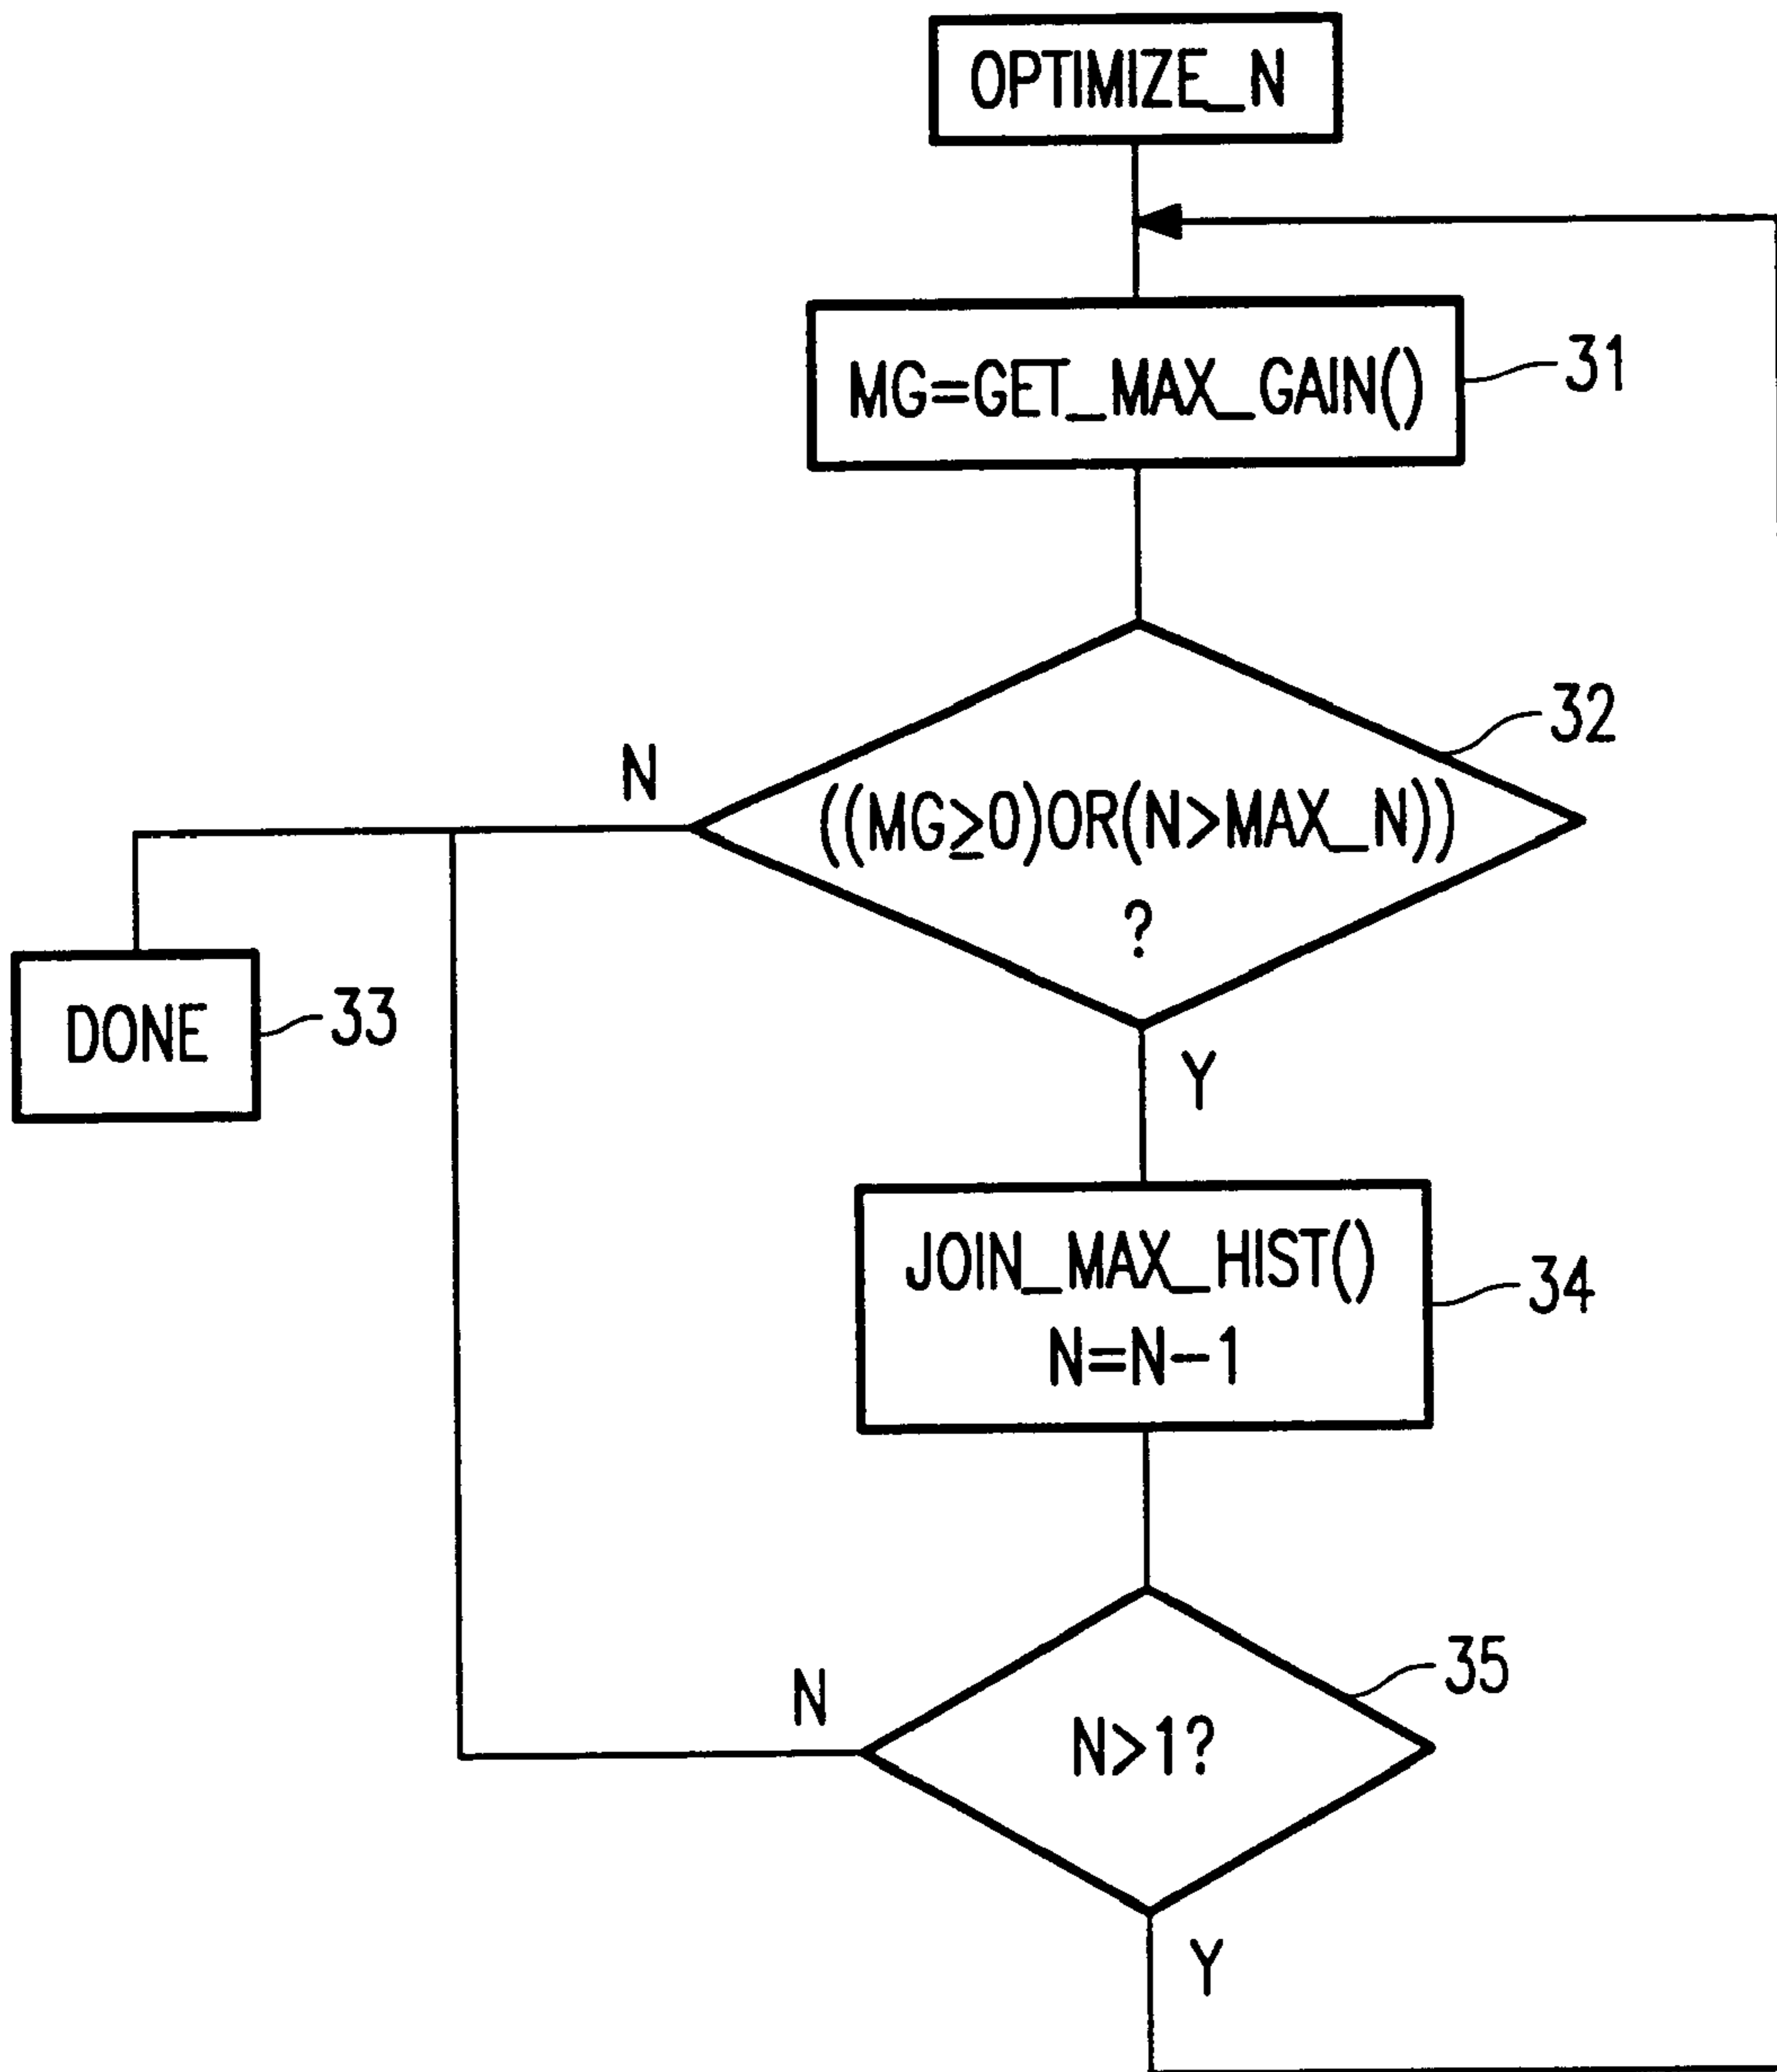 OPTIMIZE_N
MG=GET_MAX_GAIN()
31
32
N
((MG≥0)OR(N>MAX_N))
?
DONE
33
Y
JOIN_MAX_HIST()
N=N-1
34
35
N
N>1?
Y